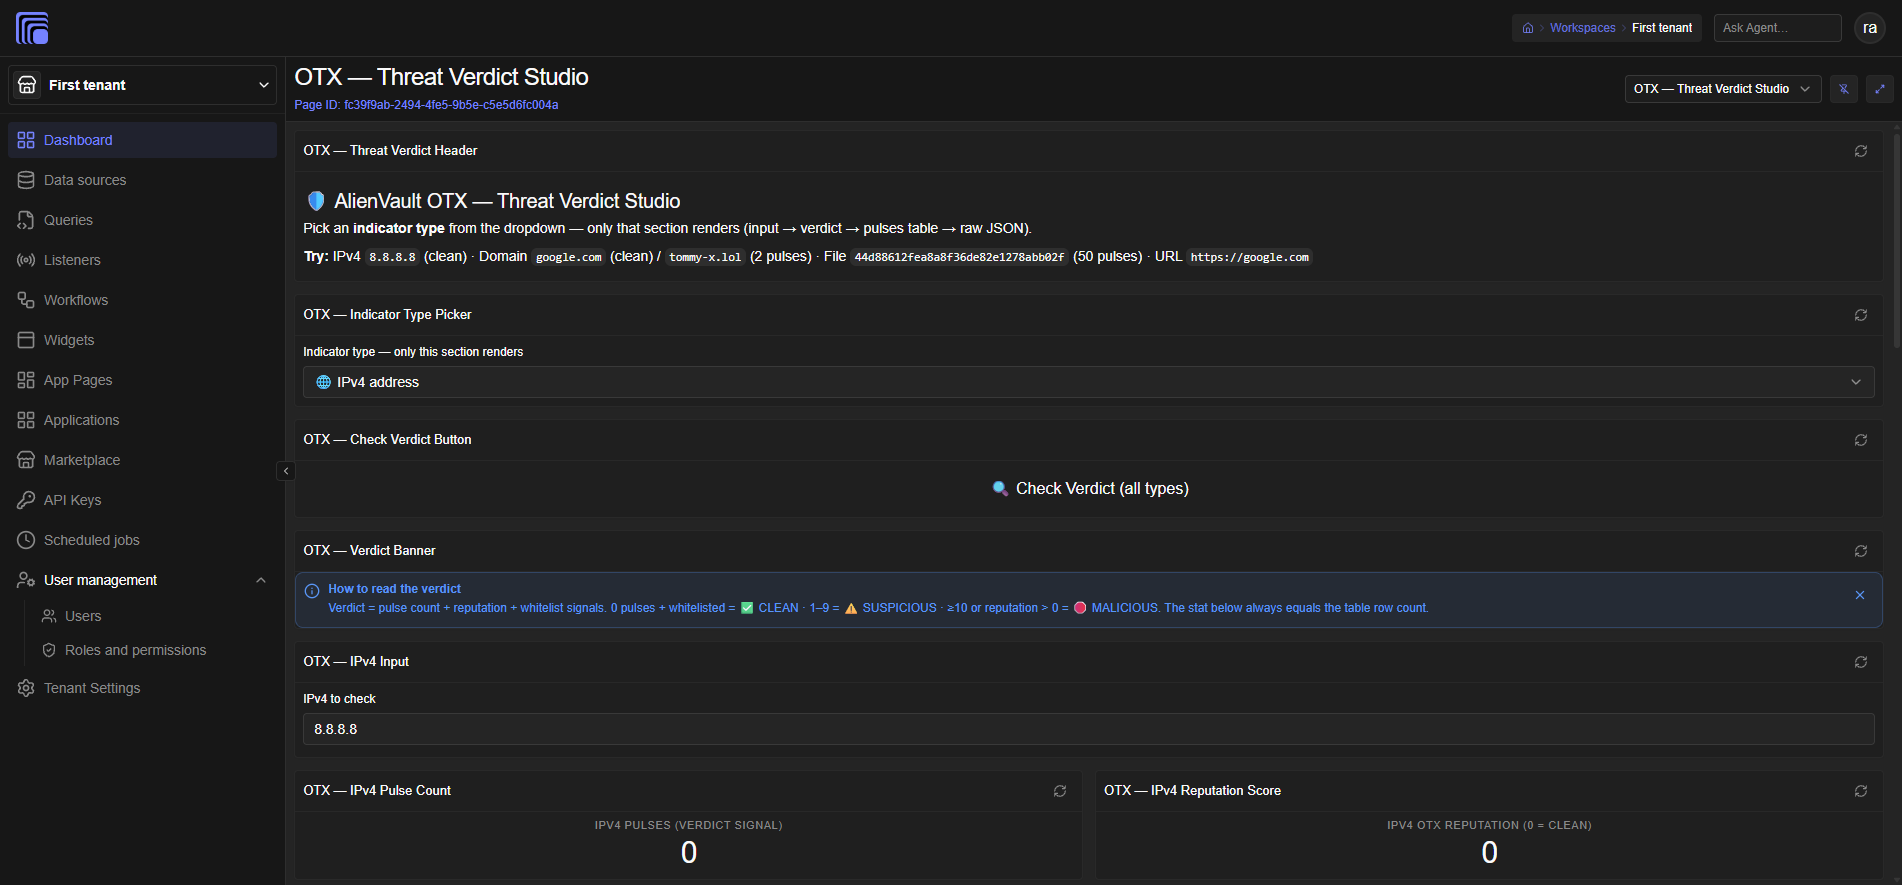 Workspaces
First tenant
Ask Agent...
ra
First tenant
Dashboard
Data sources
Queries
Listeners
Workflows
Widgets
App Pages
Applications
Marketplace
API Keys
Scheduled jobs
User management
Users
Roles and permissions
Tenant Settings
OTX — Threat Verdict Studio
Page ID: fc39f9ab-2494-4fe5-9b5e-c5e5d6fc004a
OTX — Threat Verdict Studio
OTX — Threat Verdict Header
AlienVault OTX — Threat Verdict Studio
Pick an indicator type from the dropdown — only that section renders (input → verdict → pulses table → raw JSON).
Try: IPv4 8.8.8.8 (clean) · Domain google.com (clean) / tommy-x.lol (2 pulses) · File 44d88612fea8a8f36de82e1278abb02f (50 pulses) · URL https://google.com
OTX — Indicator Type Picker
Indicator type — only this section renders
IPv4 address
OTX — Check Verdict Button
Check Verdict (all types)
OTX — Verdict Banner
How to read the verdict
Verdict = pulse count + reputation + whitelist signals. 0 pulses + whitelisted = ✅ CLEAN · 1–9 = ⚠️ SUSPICIOUS · ≥10 or reputation > 0 = 🔴 MALICIOUS. The stat below always equals the table row count.
OTX — IPv4 Input
IPv4 to check
8.8.8.8
OTX — IPv4 Pulse Count
IPV4 PULSES (VERDICT SIGNAL)
0
OTX — IPv4 Reputation Score
IPV4 OTX REPUTATION (0 = CLEAN)
0